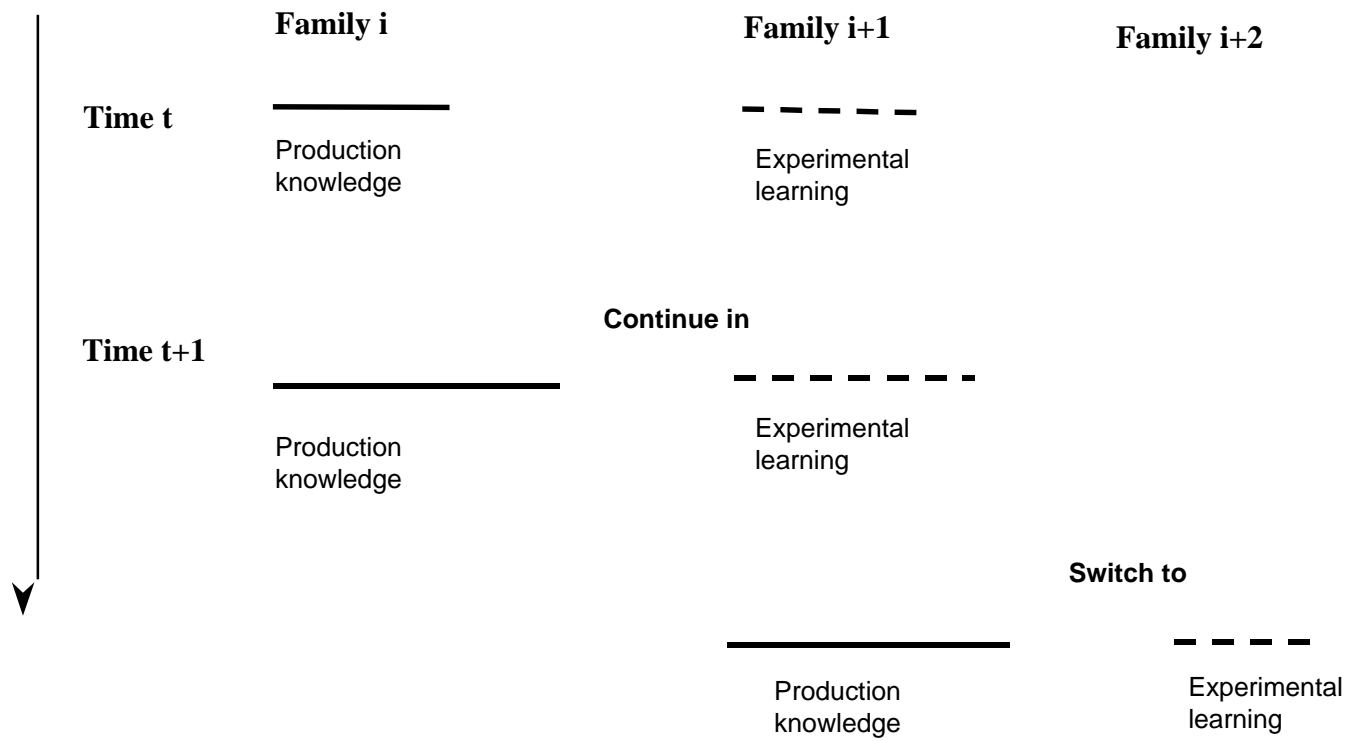 Family i
Family i+1
Family i+2
Time t
Production
knowledge
Experimental
learning
Continue in
Time t+1
Production
knowledge
Experimental
learning
Switch to
Production
knowledge
Experimental
learning